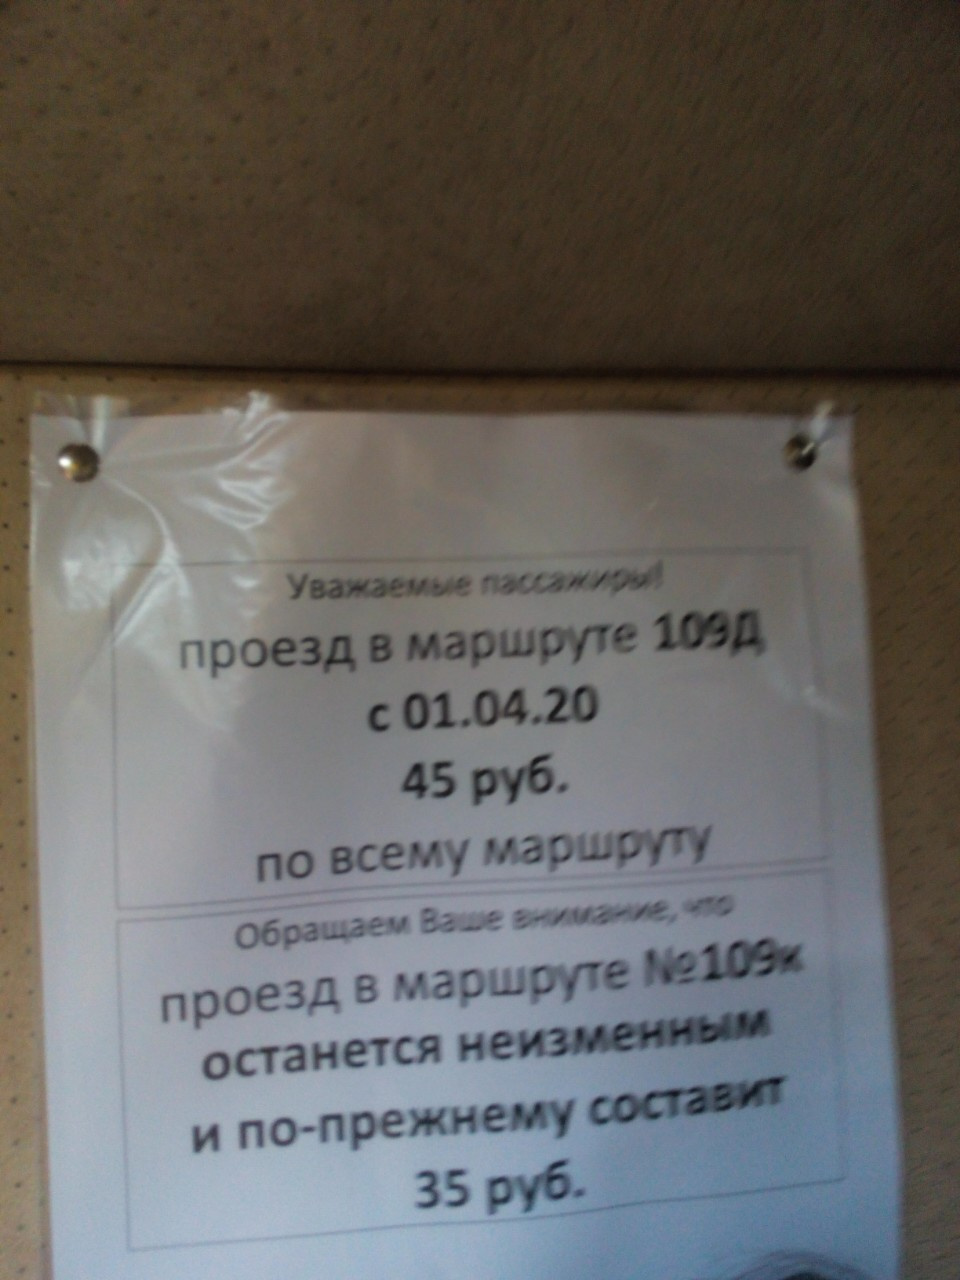 Уважаемые пассажиры!
проезд в маршруте 109Д
с 01.04.20
45 руб.
по всему маршруту
Обращаем Ваше внимание, что
проезд в маршруте №109к
останется неизменным
и по-прежнему составит
35 руб.